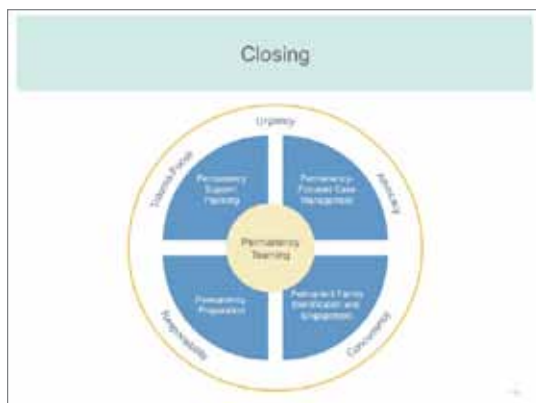 Closing
Urgency
Trauma-Focus
Advocacy
Permanency
Support
Planning
Permanency-
Focused Case
Management
Permanency
Teaming
Permanency
Preparation
Permanent Family
Identification and
Engagement
Responsibility
Concurrency